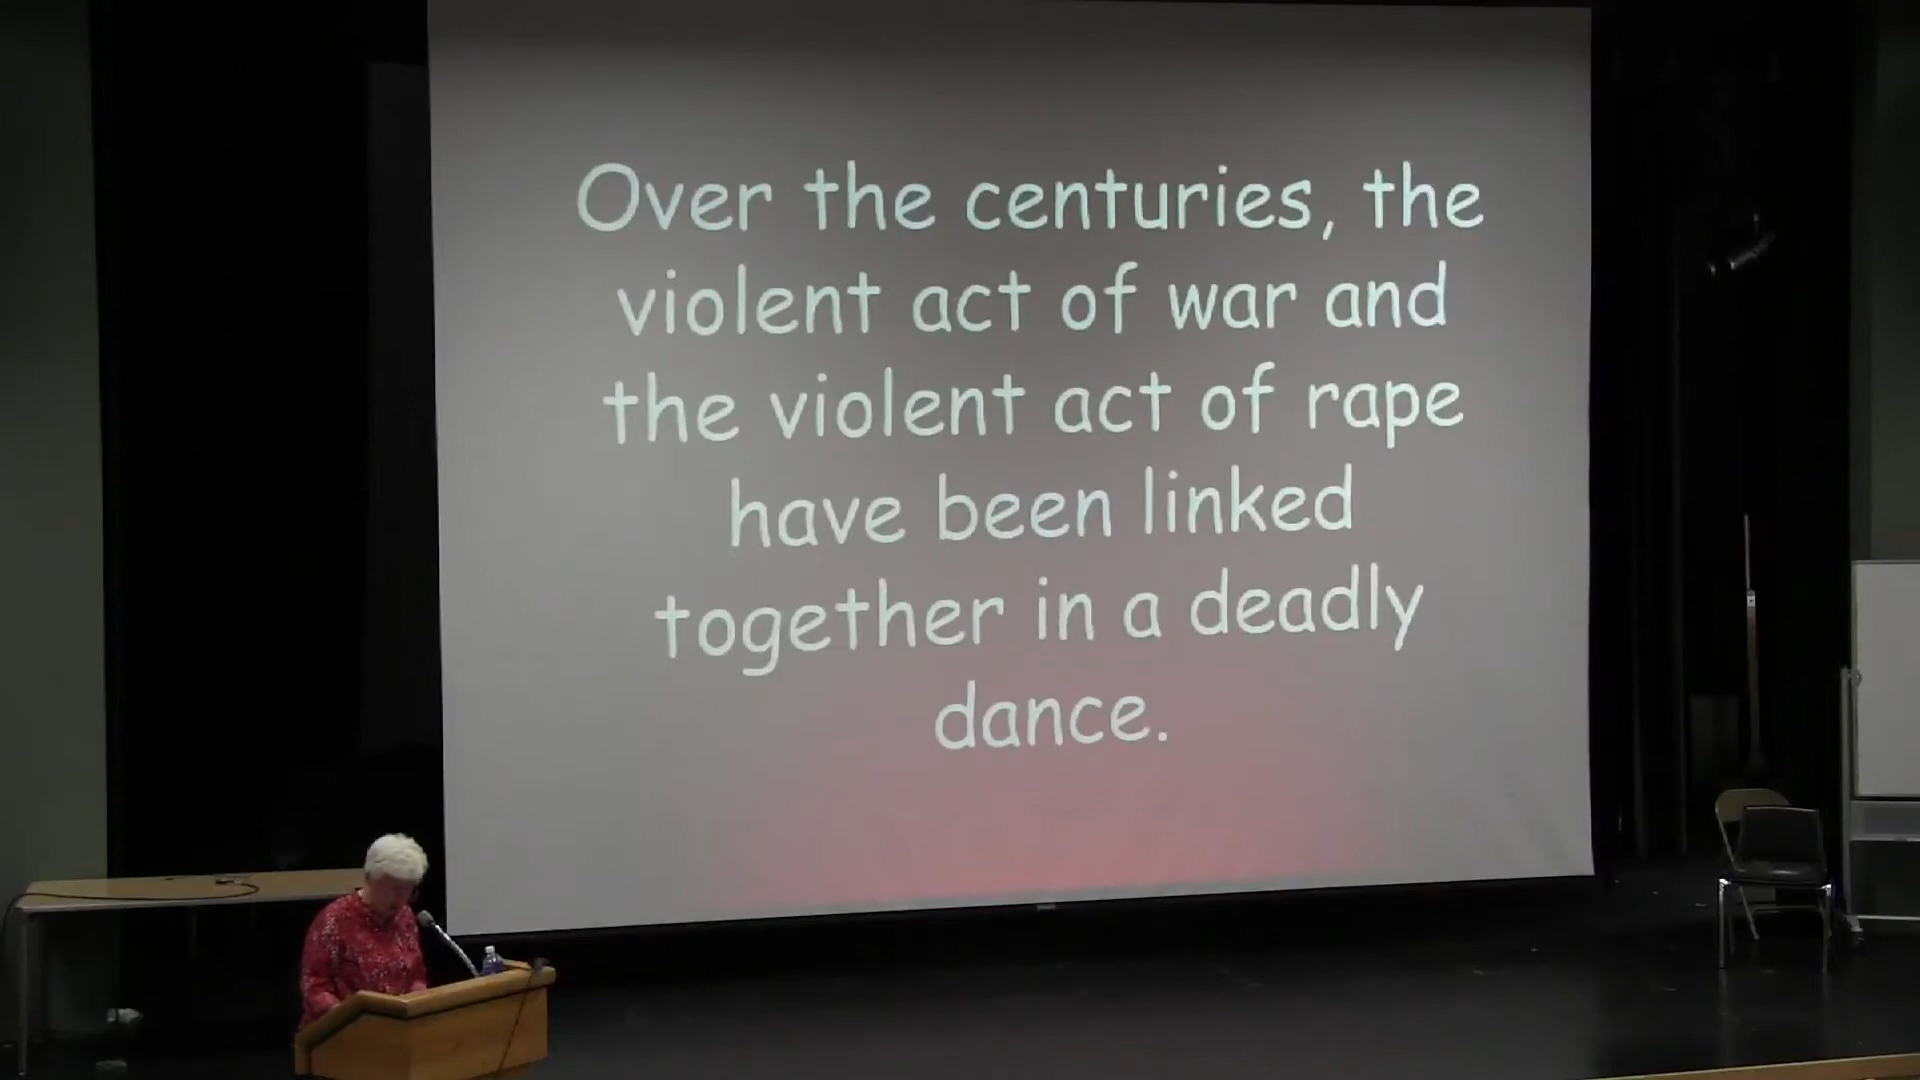 Over the centuries, the
violent act of war and
the violent act of rape
have been linked
together in a deadly
dance.